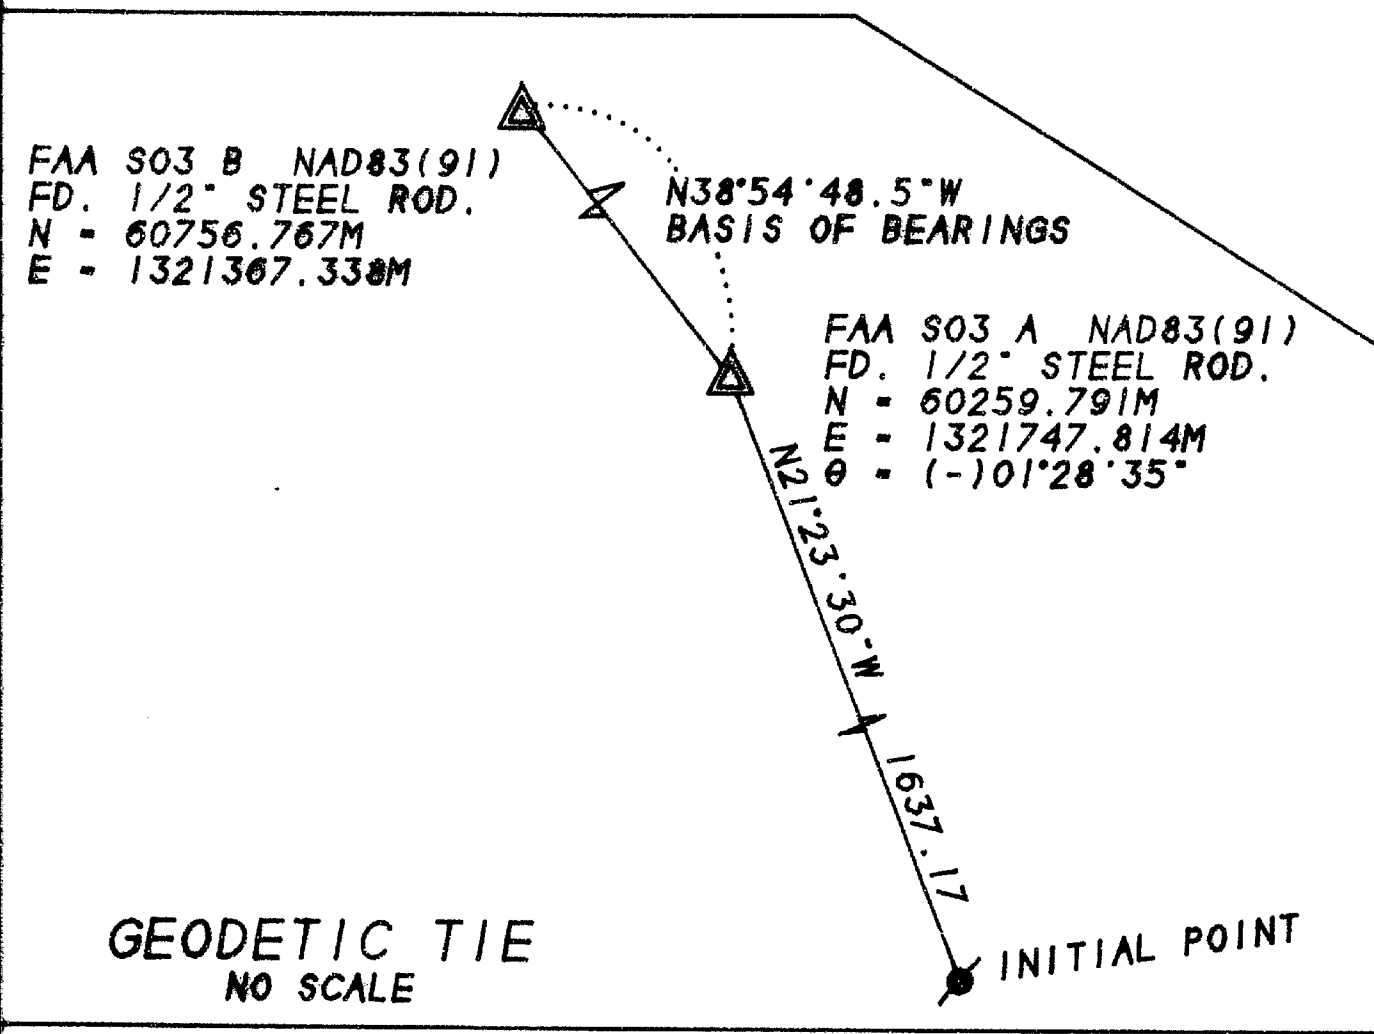 FAA S03 B NAD83(91)
FD. 1/2" STEEL ROD.
N = 60756.767M
E = 1321367.338M
N38°54'48.5"W
BASIS OF BEARINGS
FAA S03 A NAD83(91)
FD. 1/2" STEEL ROD.
N = 60259.791M
E = 1321747.814M
θ = (-)01°28'35"
N21°23'30"W
1637.17
INITIAL POINT
GEODETIC TIE
NO SCALE